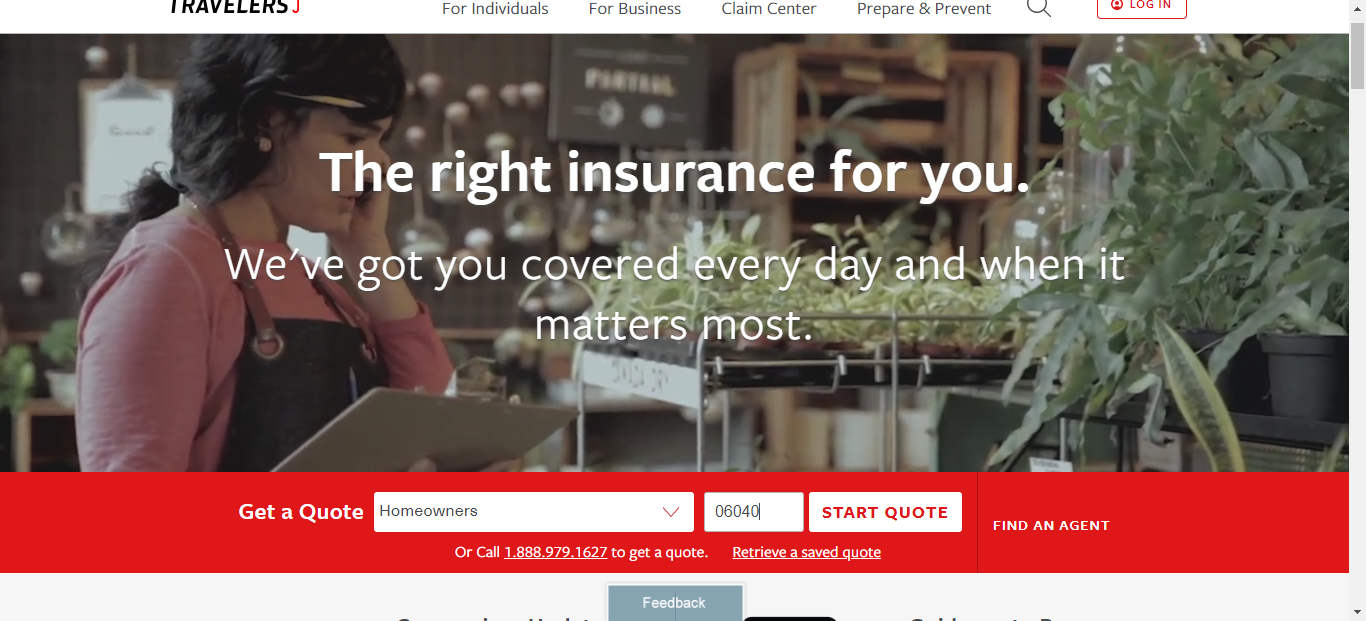 TRAVELERS
For Individuals
For Business
Claim Center
Prepare & Prevent
LOG IN
PARTIAL
The right insurance for you.
We've got you covered every day and when it
matters most.
Get a Quote
Homeowners
06040
START QUOTE
FIND AN AGENT
Or Call 1.888.979.1627 to get a quote.
Retrieve a saved quote
Feedback